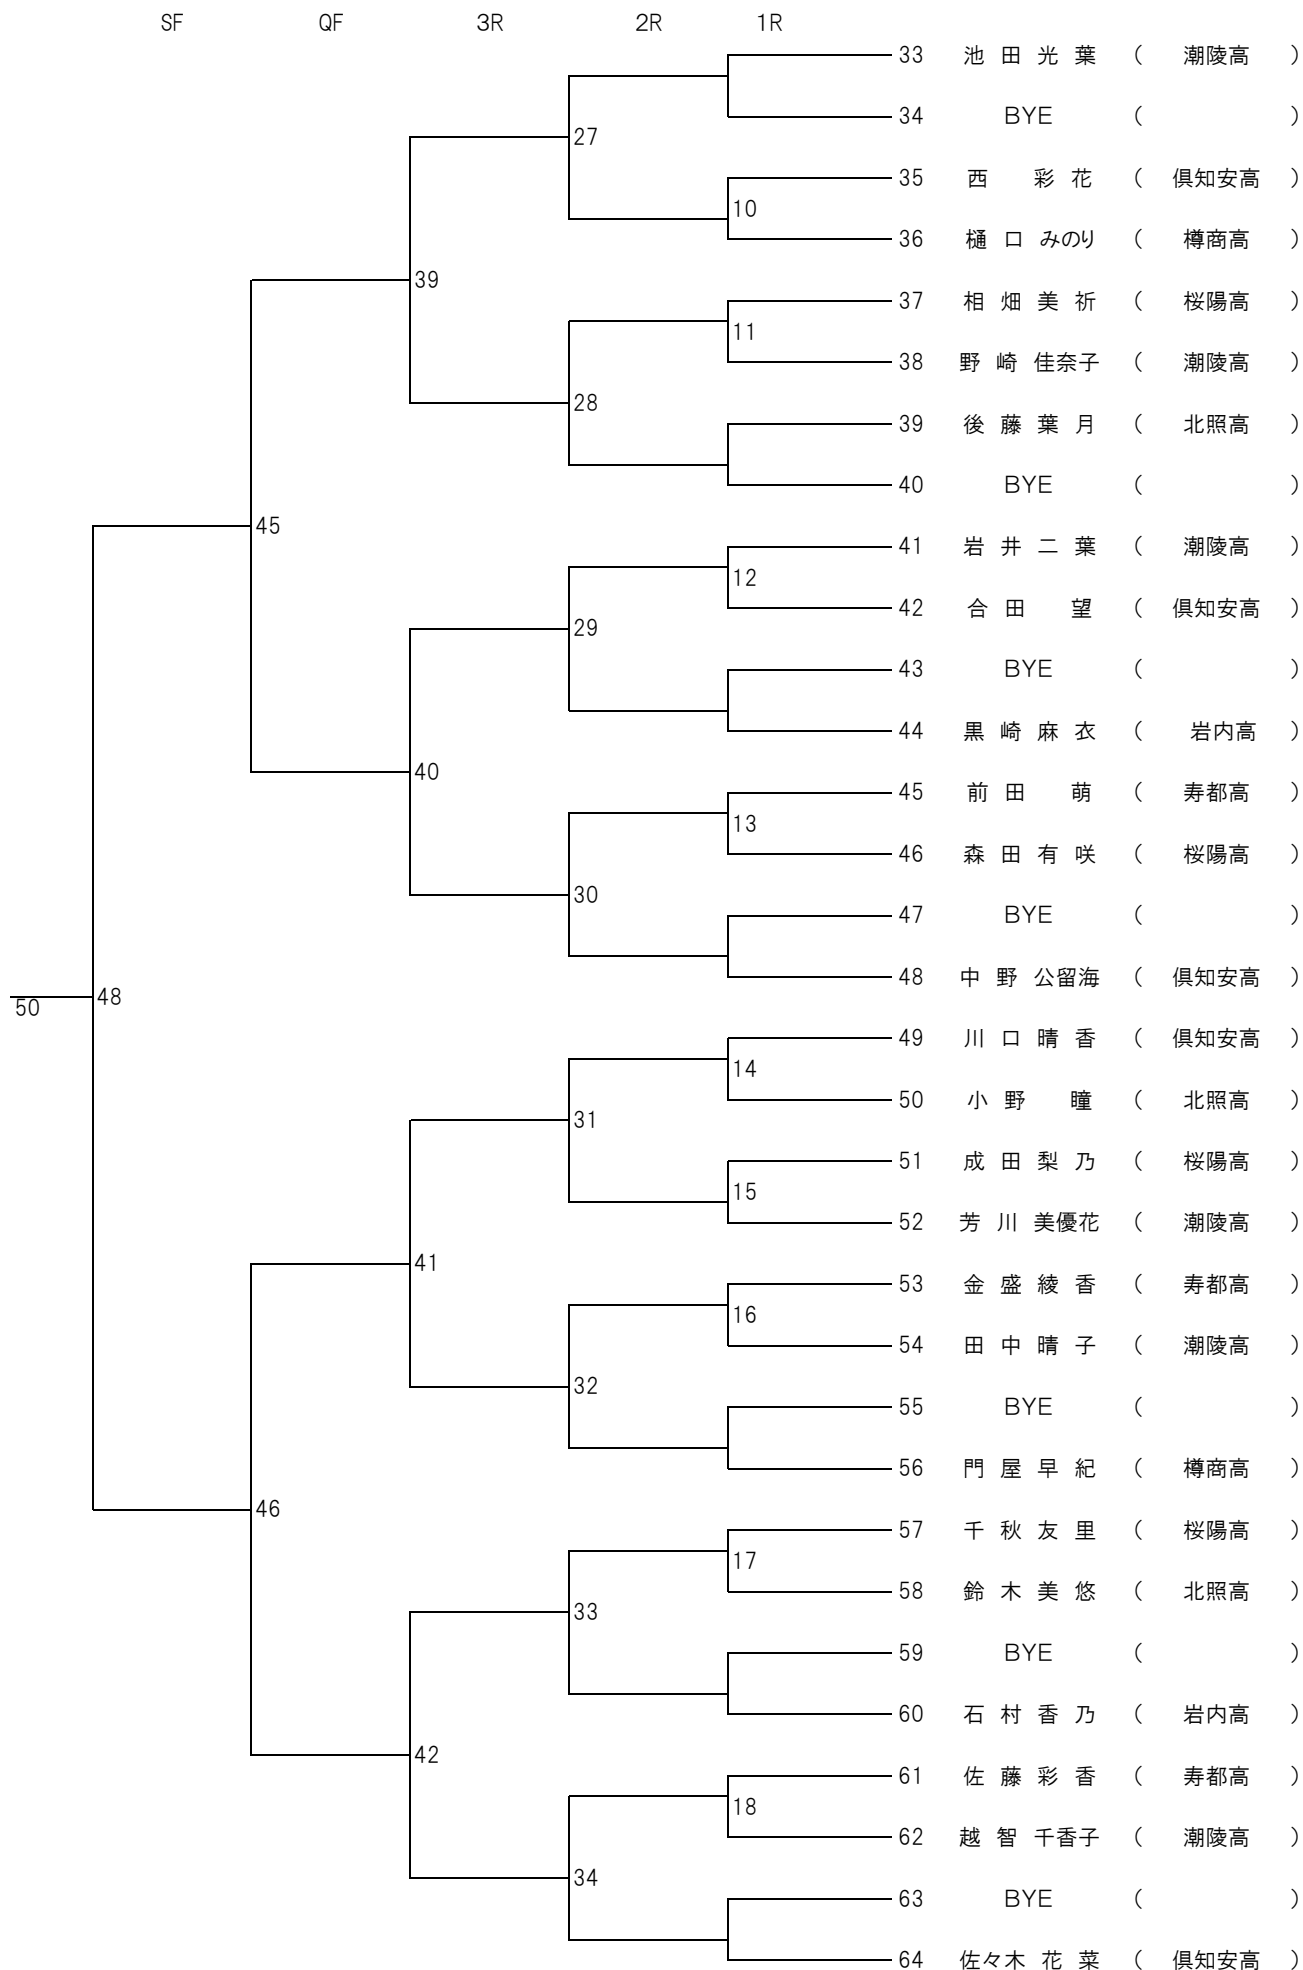 SF QF 3R 2R 1R
33 池 田 光 葉 ( 潮陵高 )
34 BYE ( )
27
35 西 彩 花 ( 倶知安高 )
10
36 樋 口 みのり ( 樽商高 )
39
37 相 畑 美 祈 ( 桜陽高 )
11
38 野 崎 佳奈子 ( 潮陵高 )
28
39 後 藤 葉 月 ( 北照高 )
40 BYE ( )
45
41 岩 井 二 葉 ( 潮陵高 )
12
42 合 田 望 ( 倶知安高 )
29
43 BYE ( )
44 黒 崎 麻 衣 ( 岩内高 )
40
45 前 田 萌 ( 寿都高 )
13
46 森 田 有 咲 ( 桜陽高 )
30
47 BYE ( )
48 中 野 公留海 ( 倶知安高 )
48
50
49 川 口 晴 香 ( 倶知安高 )
14
50 小 野 瞳 ( 北照高 )
31
51 成 田 梨 乃 ( 桜陽高 )
15
52 芳 川 美優花 ( 潮陵高 )
41
53 金 盛 綾 香 ( 寿都高 )
16
54 田 中 晴 子 ( 潮陵高 )
32
55 BYE ( )
56 門 屋 早 紀 ( 樽商高 )
46
57 千 秋 友 里 ( 桜陽高 )
17
58 鈴 木 美 悠 ( 北照高 )
33
59 BYE ( )
60 石 村 香 乃 ( 岩内高 )
42
61 佐 藤 彩 香 ( 寿都高 )
18
62 越 智 千香子 ( 潮陵高 )
34
63 BYE ( )
64 佐々木 花 菜 ( 倶知安高 )